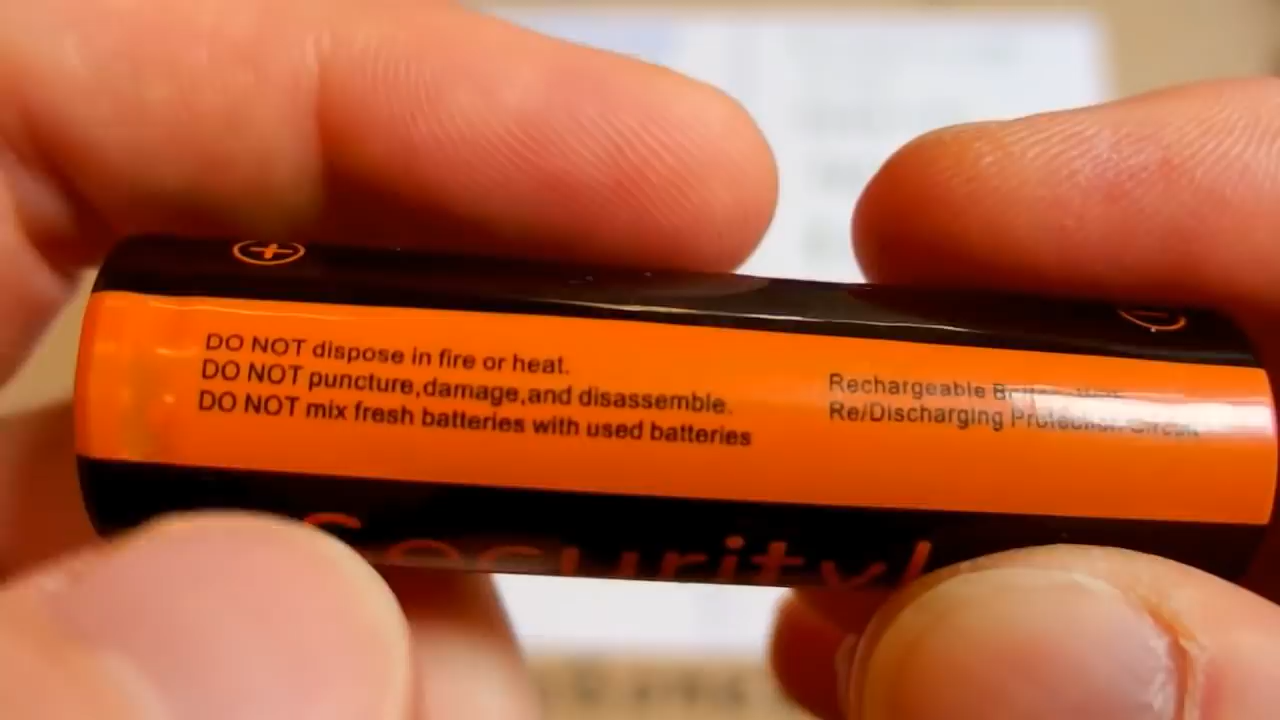 DO NOT dispose in fire or heat.
DO NOT puncture,damage,and disassemble.
DO NOT mix fresh batteries with used batteries
Rechargeable
Re/Discharging Protection